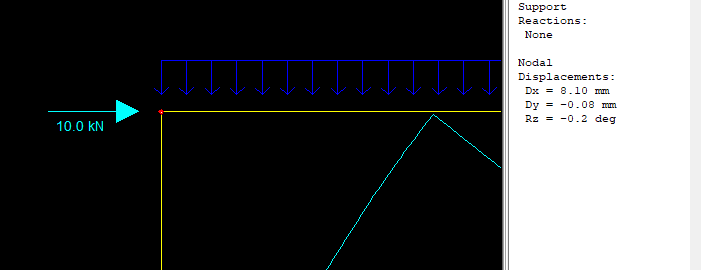 10.0 kN
Support
Reactions:
None
Nodal
Displacements:
Dx = 8.10 mm
Dy = -0.08 mm
Rz = -0.2 deg